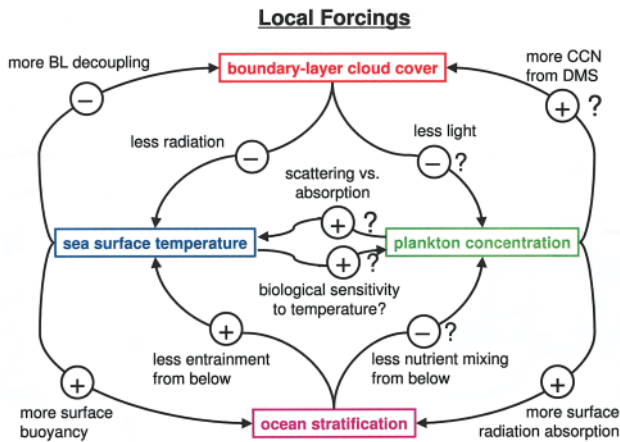 Local Forcings
more BL decoupling
boundary-layer cloud cover
more CCN
from DMS
−
+ ?
less radiation
−
less light
− ?
scattering vs.
absorption
+ ?
sea surface temperature
plankton concentration
+ ?
biological sensitivity
to temperature?
+
− ?
less entrainment
from below
less nutrient mixing
from below
+
+
more surface
buoyancy
ocean stratification
more surface
radiation absorption